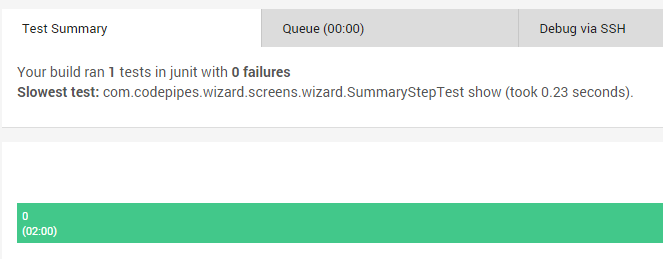 Test Summary
Queue (00:00)
Debug via SSH
Your build ran 1 tests in junit with 0 failures
Slowest test: com.codepipes.wizard.screens.wizard.SummaryStepTest show (took 0.23 seconds).
0
(02:00)